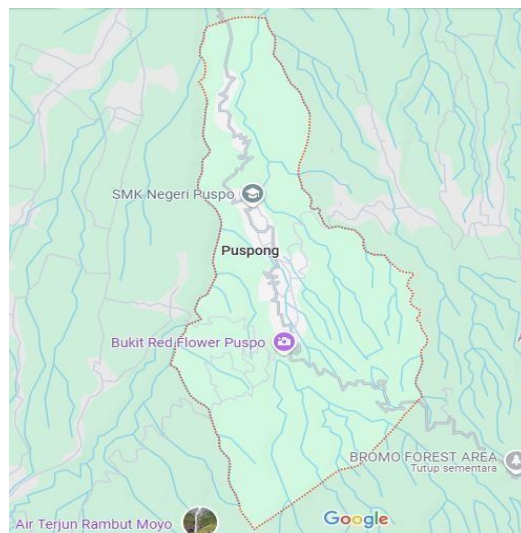 SMK Negeri Puspo
Puspong
Bukit Red Flower Puspo
BROMO FOREST AREA
Tutup sementara
Air Terjun Rambut Moyo
Google